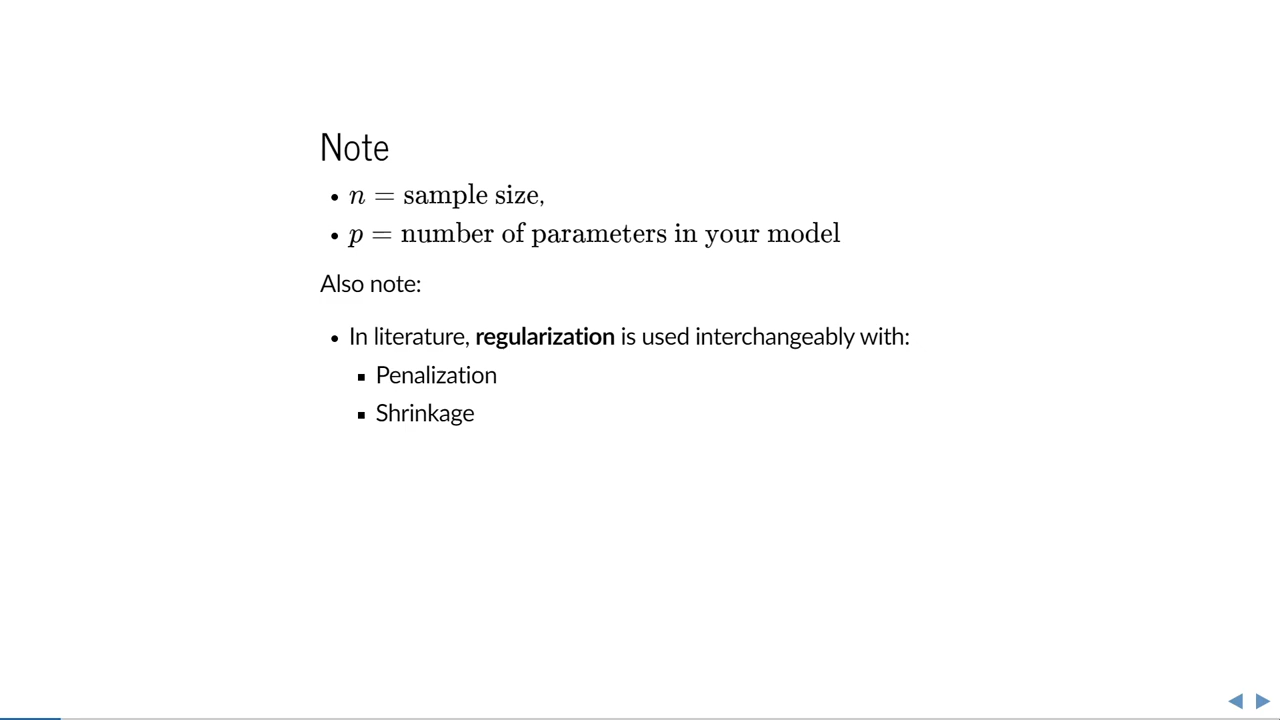 Note
• n = sample size,
• p = number of parameters in your model
Also note:
• In literature, regularization is used interchangeably with:
▪ Penalization
▪ Shrinkage